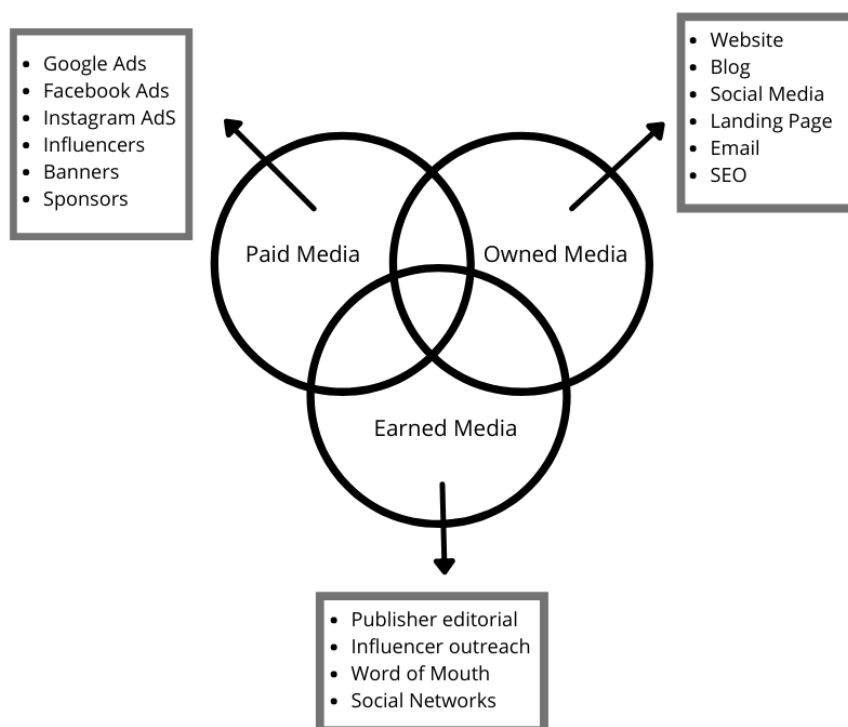 Google Ads
Facebook Ads
Instagram AdS
Influencers
Banners
Sponsors
Website
Blog
Social Media
Landing Page
Email
SEO
Paid Media
Owned Media
Earned Media
Publisher editorial
Influencer outreach
Word of Mouth
Social Networks